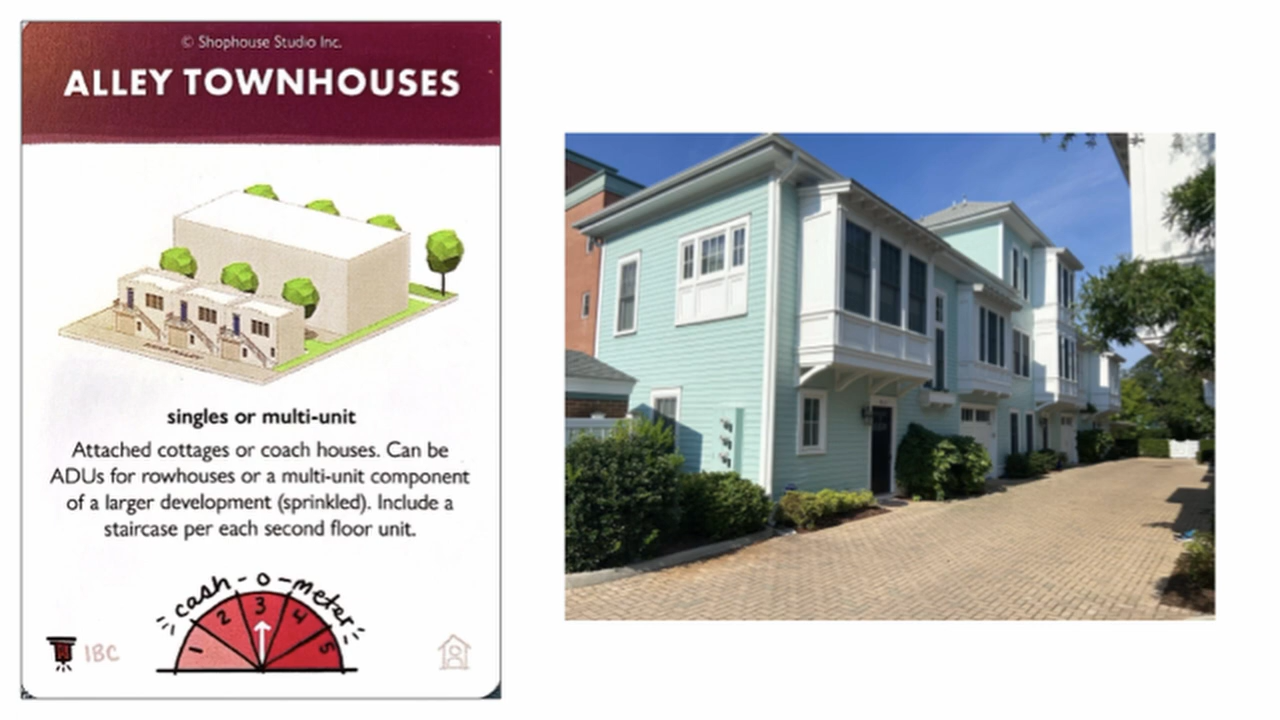 © Shophouse Studio Inc.
ALLEY TOWNHOUSES
singles or multi-unit
Attached cottages or coach houses. Can be
ADUs for rowhouses or a multi-unit component
of a larger development (sprinkled). Include a
staircase per each second floor unit.
cash-o-meter
1 2 3 4 5
IBC